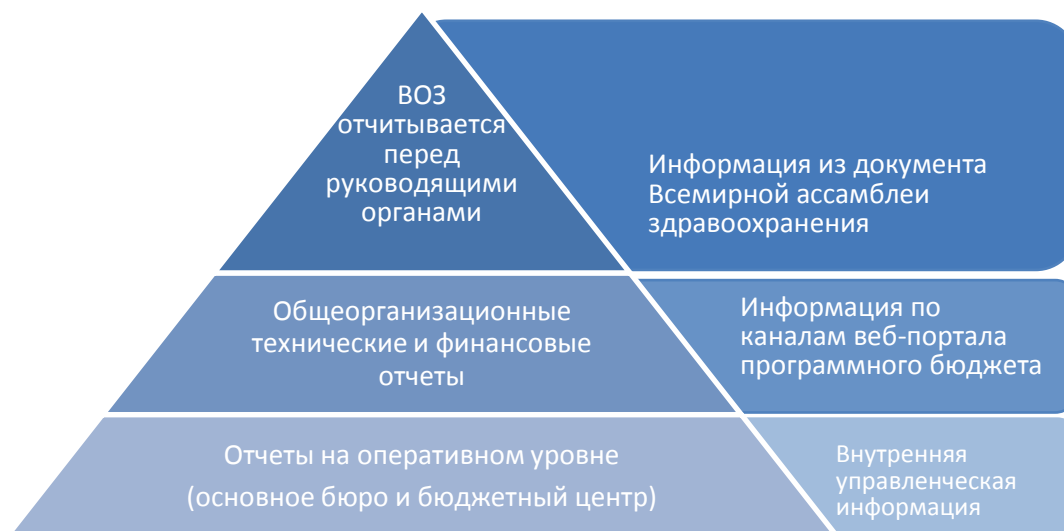 ВОЗ
отчитывается
перед
руководящими
органами
Информация из документа
Всемирной ассамблеи
здравоохранения
Общеорганизационные
технические и финансовые
отчеты
Информация по
каналам веб-портала
программного бюджета
Отчеты на оперативном уровне
(основное бюро и бюджетный центр)
Внутренняя
управленческая
информация